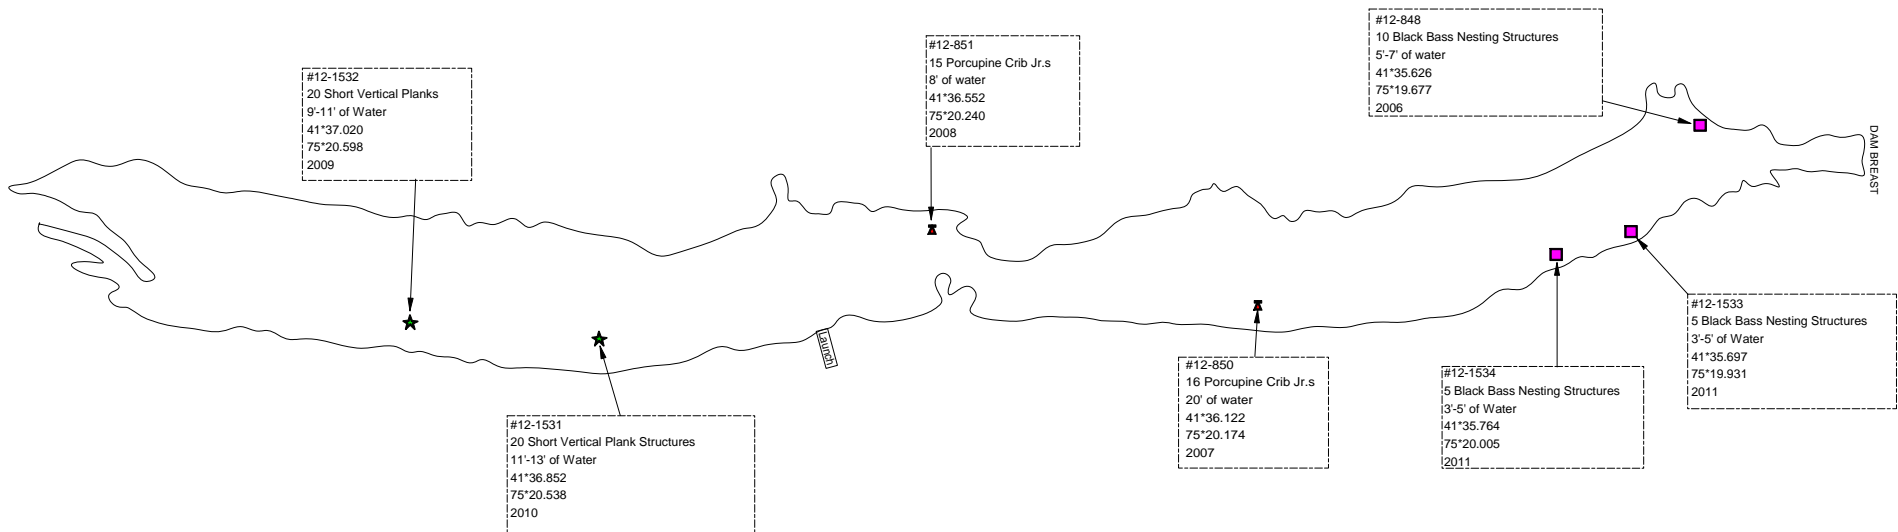 #12-1532
20 Short Vertical Planks
9'-11' of Water
41*37.020
75*20.598
2009
#12-851
15 Porcupine Crib Jr.s
8' of water
41*36.552
75*20.240
2008
#12-848
10 Black Bass Nesting Structures
5'-7' of water
41*35.626
75*19.677
2006
DAM BREAST
Launch
#12-1531
20 Short Vertical Plank Structures
11'-13' of Water
41*36.852
75*20.538
2010
#12-850
16 Porcupine Crib Jr.s
20' of water
41*36.122
75*20.174
2007
#12-1534
5 Black Bass Nesting Structures
3'-5' of Water
41*35.764
75*20.005
2011
#12-1533
5 Black Bass Nesting Structures
3'-5' of Water
41*35.697
75*19.931
2011